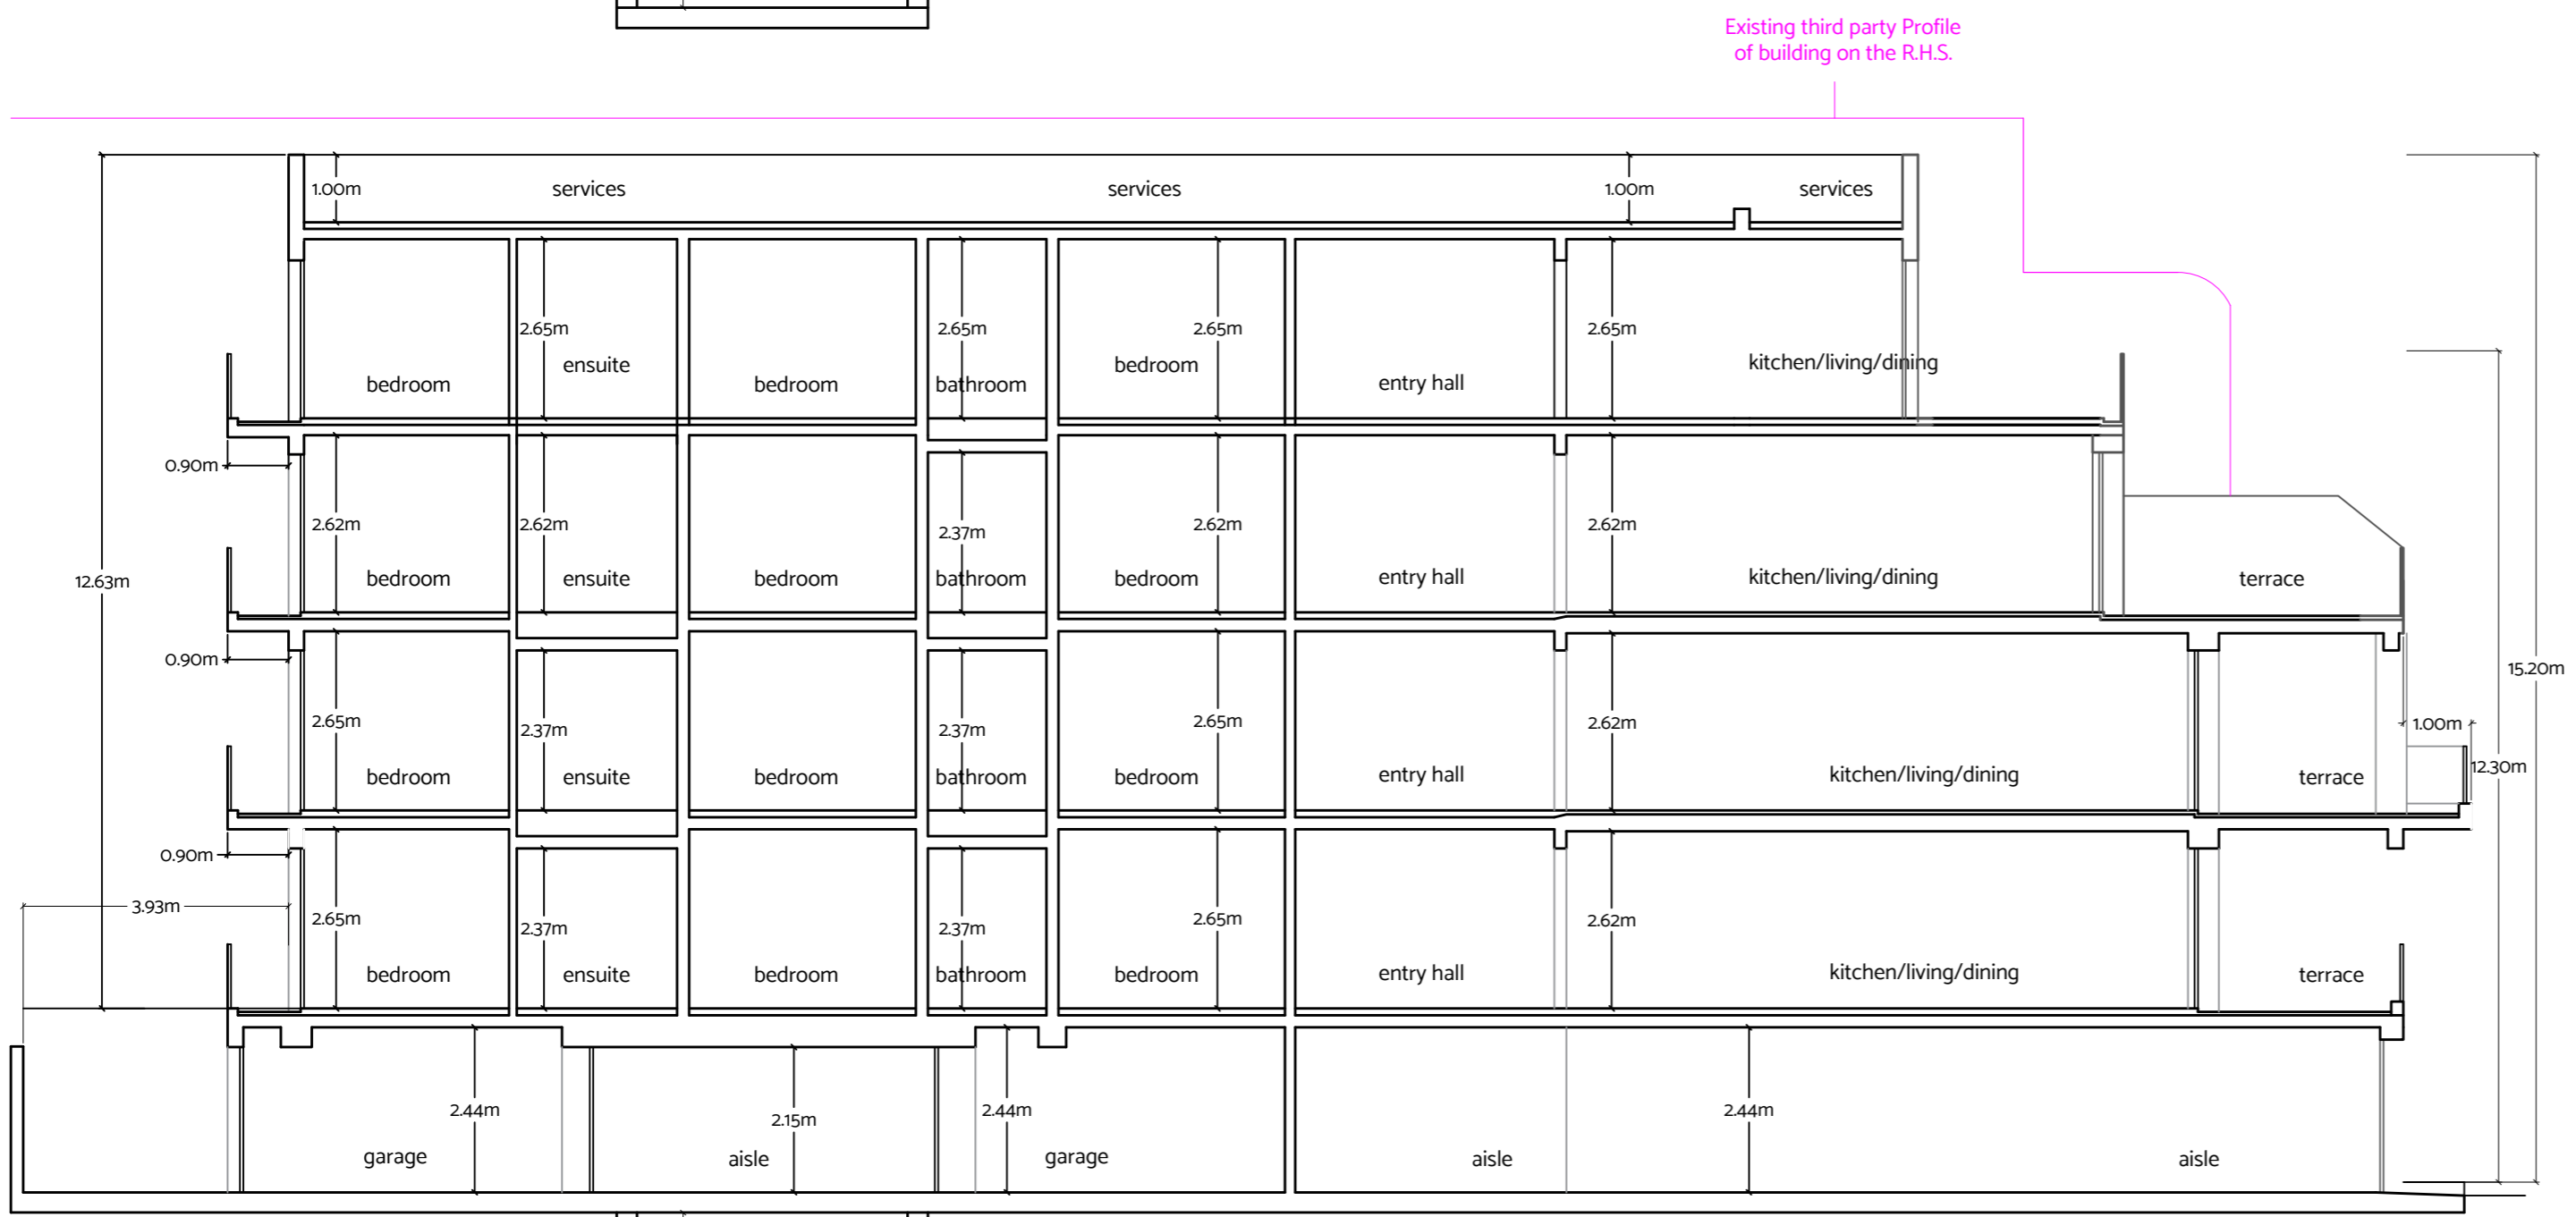 Existing third party Profile
of building on the R.H.S.
1.00m services services 1.00m services
2.65m 2.65m 2.65m 2.65m
bedroom ensuite bedroom bathroom bedroom entry hall kitchen/living/dining
0.90m
2.62m 2.62m 2.37m 2.62m 2.62m
12.63m bedroom ensuite bedroom bathroom bedroom entry hall kitchen/living/dining terrace
0.90m
15.20m
2.65m 2.37m 2.37m 2.65m 2.62m 1.00m
bedroom ensuite bedroom bathroom bedroom entry hall kitchen/living/dining terrace 12.30m
0.90m
3.93m
2.65m 2.37m 2.37m 2.65m 2.62m
bedroom ensuite bedroom bathroom bedroom entry hall kitchen/living/dining terrace
2.44m 2.15m 2.44m 2.44m
garage aisle garage aisle aisle